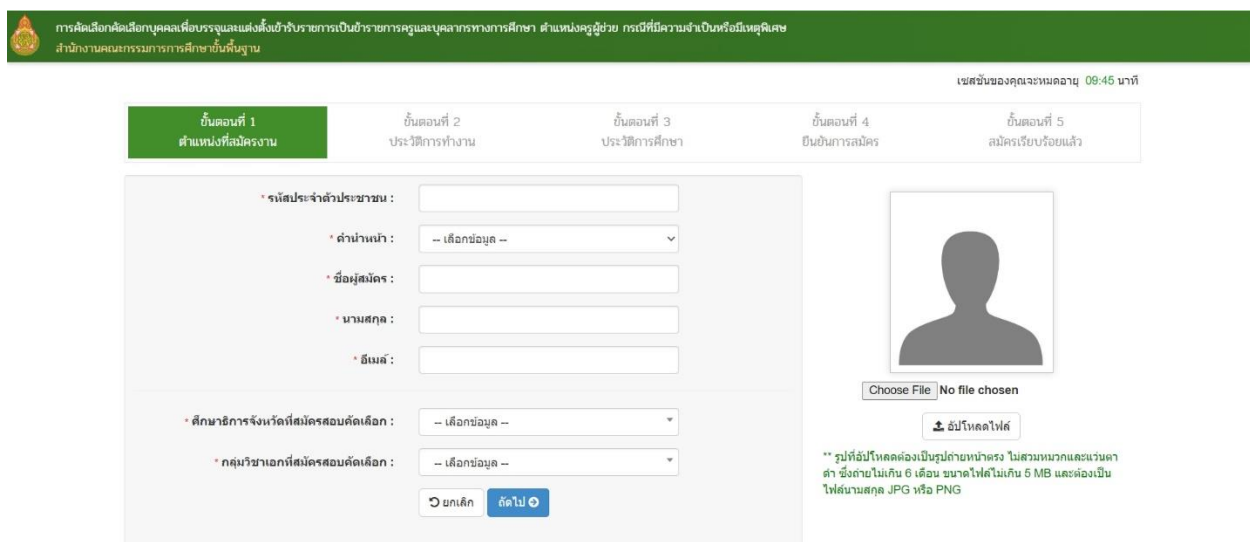 การคัดเลือกคัดเลือกบุคคลเพื่อบรรจุและแต่งตั้งเข้ารับราชการเป็นข้าราชการครูและบุคลากรทางการศึกษา ตำแหน่งครูผู้ช่วย กรณีที่มีความจำเป็นหรือมีเหตุพิเศษ
สำนักงานคณะกรรมการการศึกษาขั้นพื้นฐาน
เซสชันของคุณจะหมดอายุ 09:45 นาที
ขั้นตอนที่ 1
ตำแหน่งที่สมัครงาน
ขั้นตอนที่ 2
ประวัติการทำงาน
ขั้นตอนที่ 3
ประวัติการศึกษา
ขั้นตอนที่ 4
ยืนยันการสมัคร
ขั้นตอนที่ 5
สมัครเรียบร้อยแล้ว
* รหัสประจำตัวประชาชน :
* คำนำหน้า : -- เลือกข้อมูล --
* ชื่อผู้สมัคร :
* นามสกุล :
* อีเมล์ :
* ศึกษาธิการจังหวัดที่สมัครสอบคัดเลือก : -- เลือกข้อมูล --
* กลุ่มวิชาเอกที่สมัครสอบคัดเลือก : -- เลือกข้อมูล --
ยกเลิก ถัดไป
Choose File No file chosen
อัปโหลดไฟล์
** รูปที่อัปโหลดต้องเป็นรูปถ่ายหน้าตรง ไม่สวมหมวกและแว่นตา
ดำ ซึ่งถ่ายไม่เกิน 6 เดือน ขนาดไฟล์ไม่เกิน 5 MB และต้องเป็น
ไฟล์นามสกุล JPG หรือ PNG